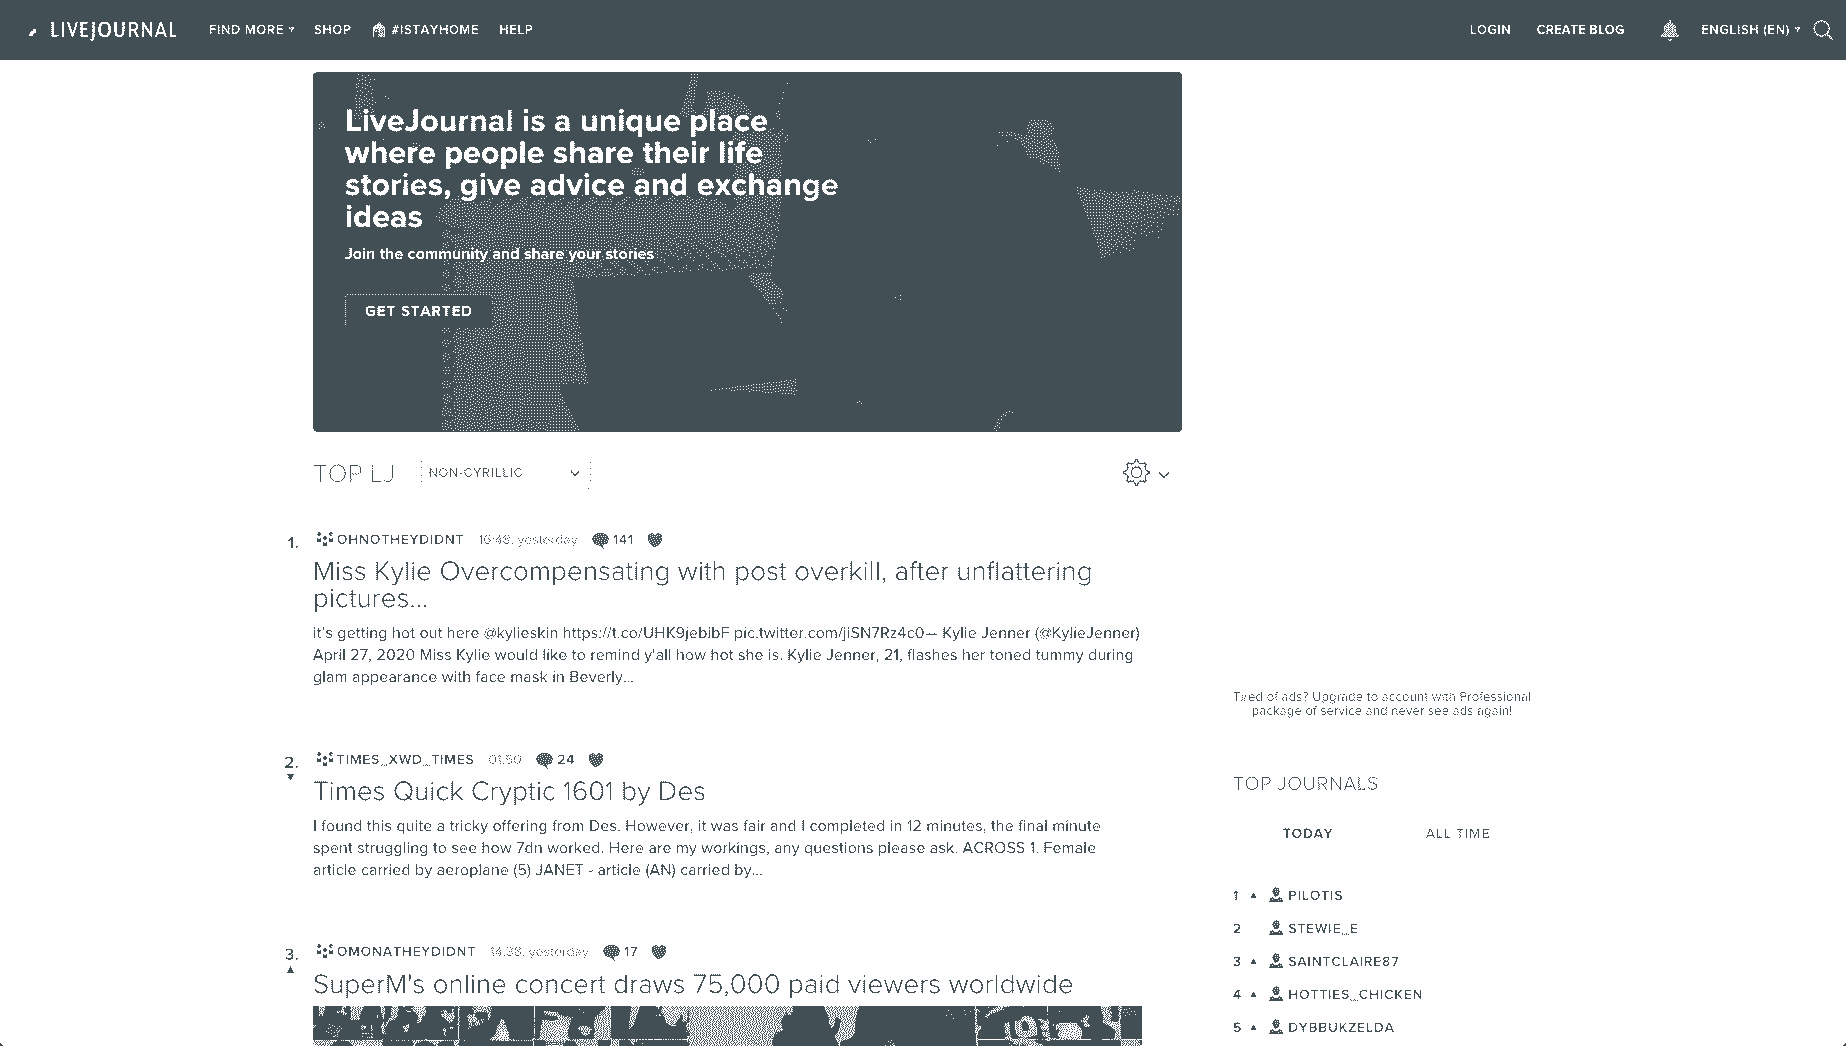 LIVEJOURNAL
FIND MORE
SHOP
#ISTAYHOME
HELP
LOGIN
CREATE BLOG
ENGLISH (EN)
LiveJournal is a unique place
where people share their life
stories, give advice and exchange
ideas
Join the community and share your stories
GET STARTED
TOP LJ
NON-CYRILLIC
1. OHNOTHEYDIDNT 16:48, yesterday 141
Miss Kylie Overcompensating with post overkill, after unflattering
pictures...
it's getting hot out here @kylieskin https://t.co/UHK9jebibF pic.twitter.com/jiSN7Rz4c0— Kylie Jenner (@KylieJenner)
April 27, 2020 Miss Kylie would like to remind y'all how hot she is. Kylie Jenner, 21, flashes her toned tummy during
glam appearance with face mask in Beverly...
2. TIMES_XWD_TIMES 01:50 24
Times Quick Cryptic 1601 by Des
I found this quite a tricky offering from Des. However, it was fair and I completed in 12 minutes, the final minute
spent struggling to see how 7dn worked. Here are my workings, any questions please ask. ACROSS 1. Female
article carried by aeroplane (5) JANET - article (AN) carried by...
3. OMONATHEYDIDNT 14:38, yesterday 17
SuperM's online concert draws 75,000 paid viewers worldwide
Tired of ads? Upgrade to account with Professional
package of service and never see ads again!
TOP JOURNALS
TODAY
ALL TIME
1 PILOTIS
2 STEWIE_E
3 SAINTCLAIRE87
4 HOTTIES_CHICKEN
5 DYBBUKZELDA